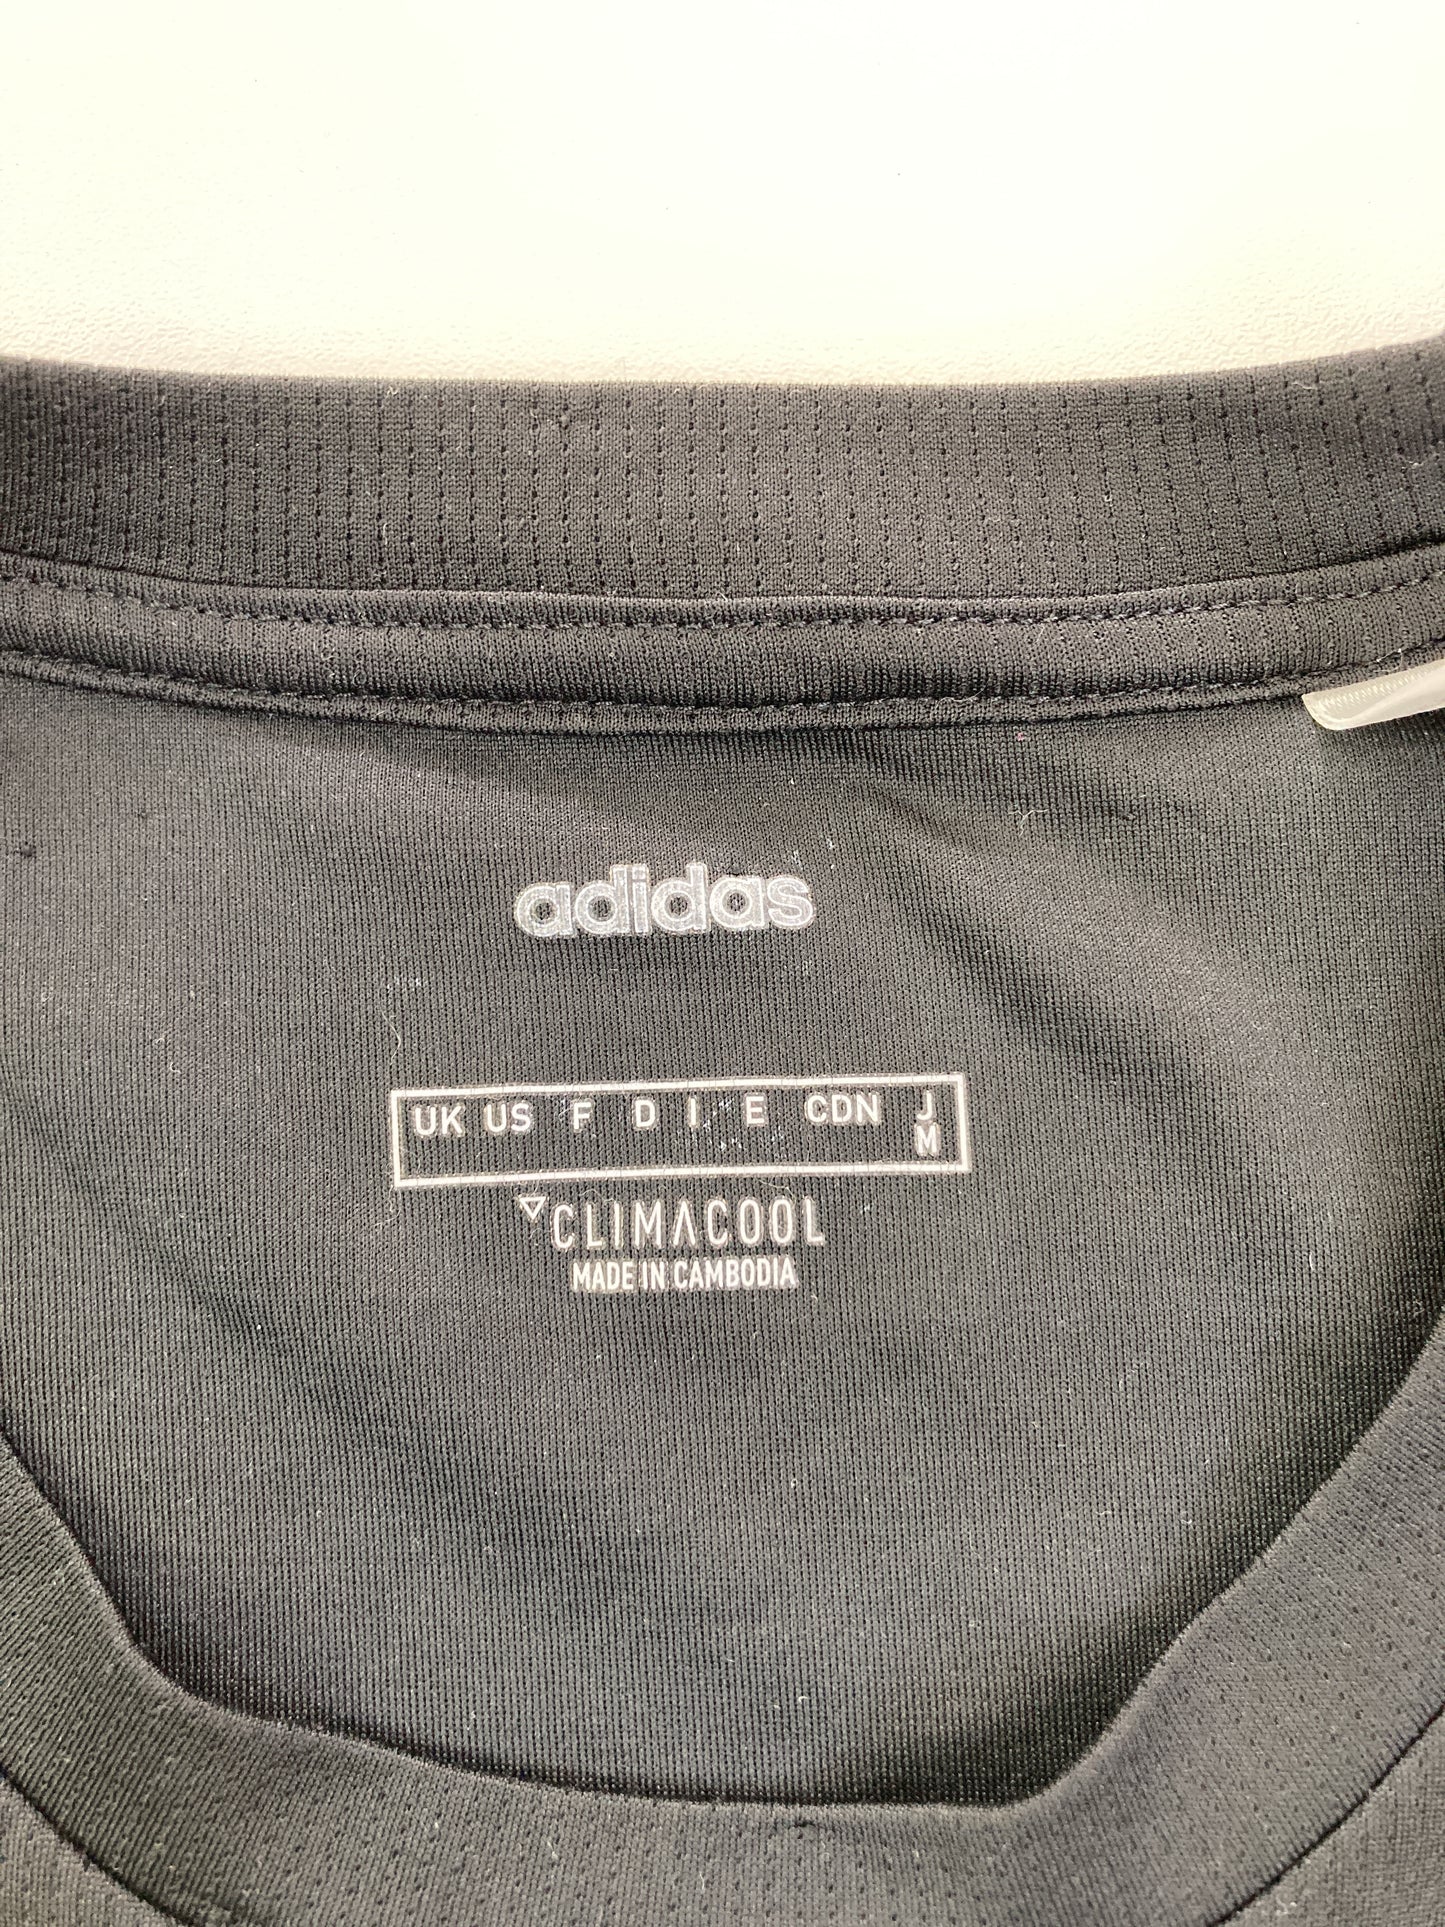 adidas
UK US F D I E CDN J
M
CLIMACOOL
MADE IN CAMBODIA